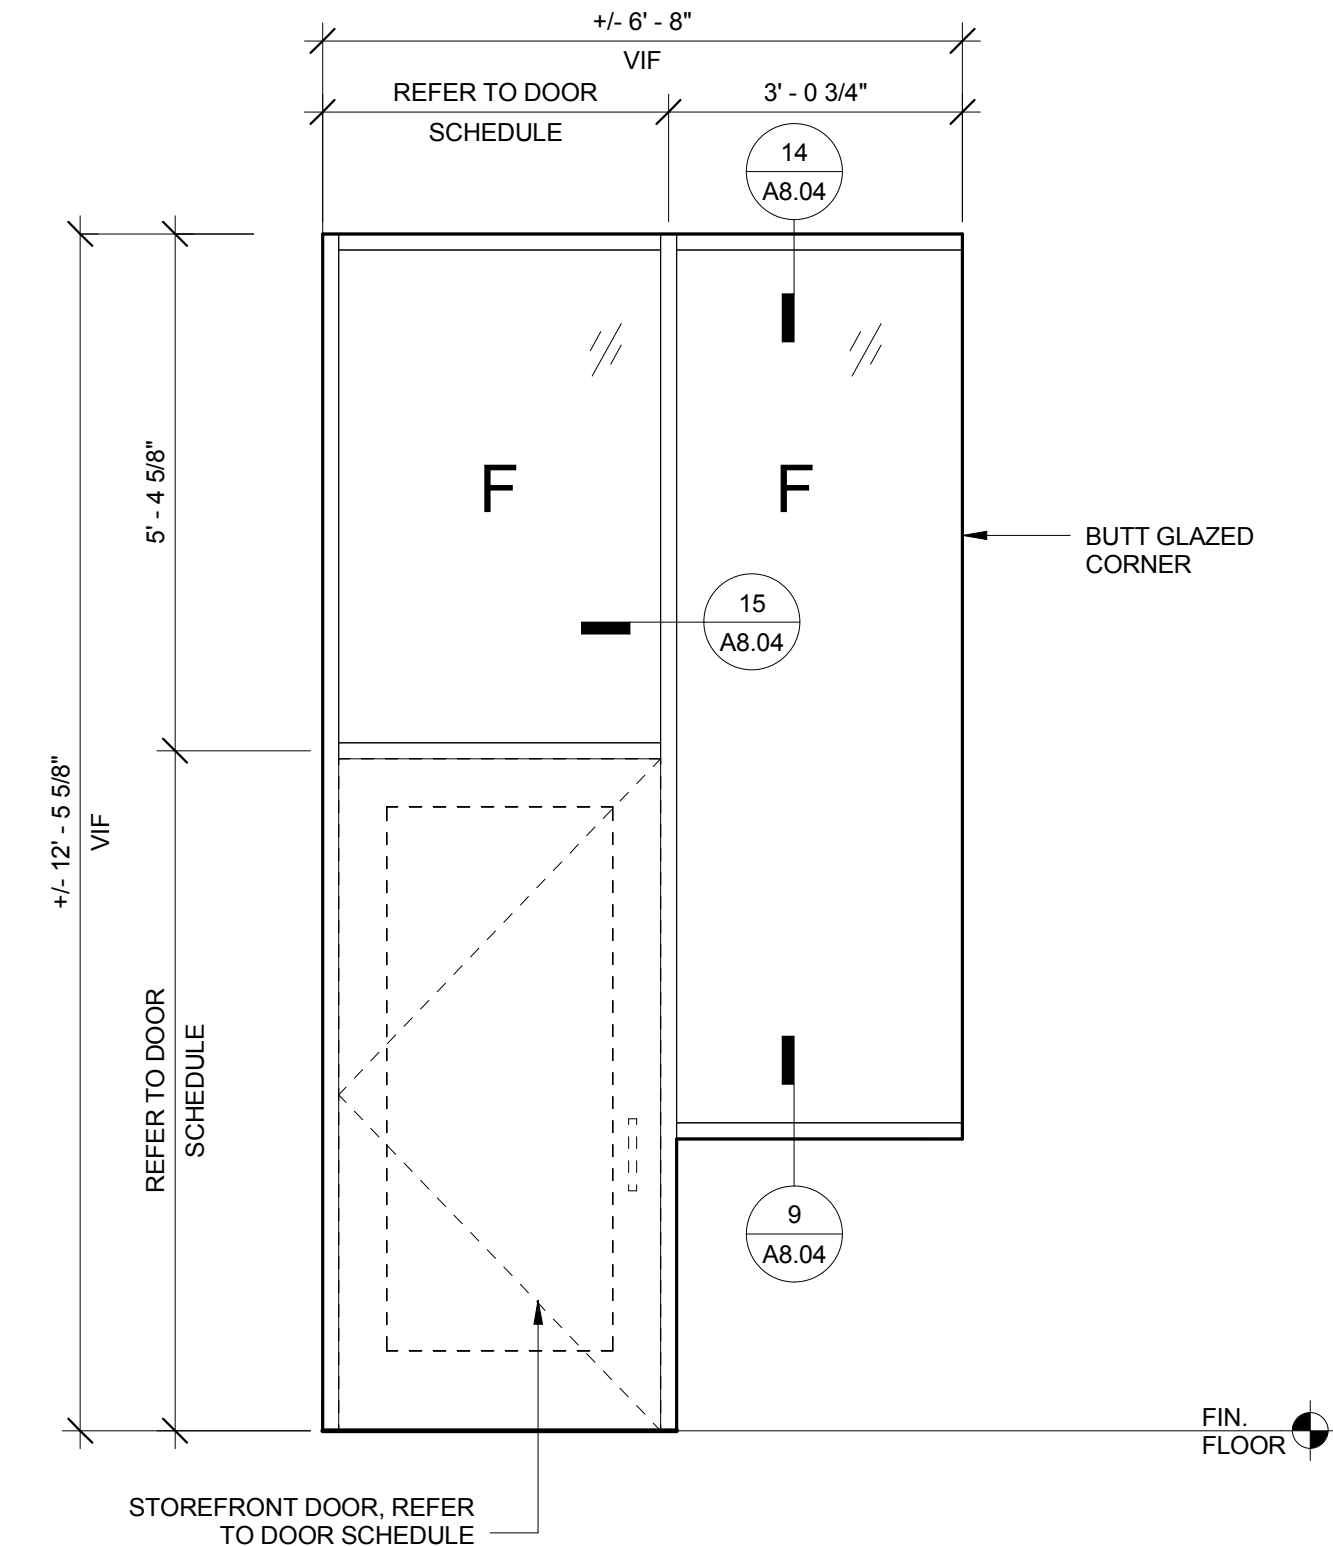 +/- 6' - 8"
VIF
REFER TO DOOR
SCHEDULE
3' - 0 3/4"
14
A8.04
5' - 4 5/8"
F
F
BUTT GLAZED
CORNER
15
A8.04
+/- 12' - 5 5/8"
VIF
REFER TO DOOR
SCHEDULE
9
A8.04
FIN.
FLOOR
STOREFRONT DOOR, REFER
TO DOOR SCHEDULE